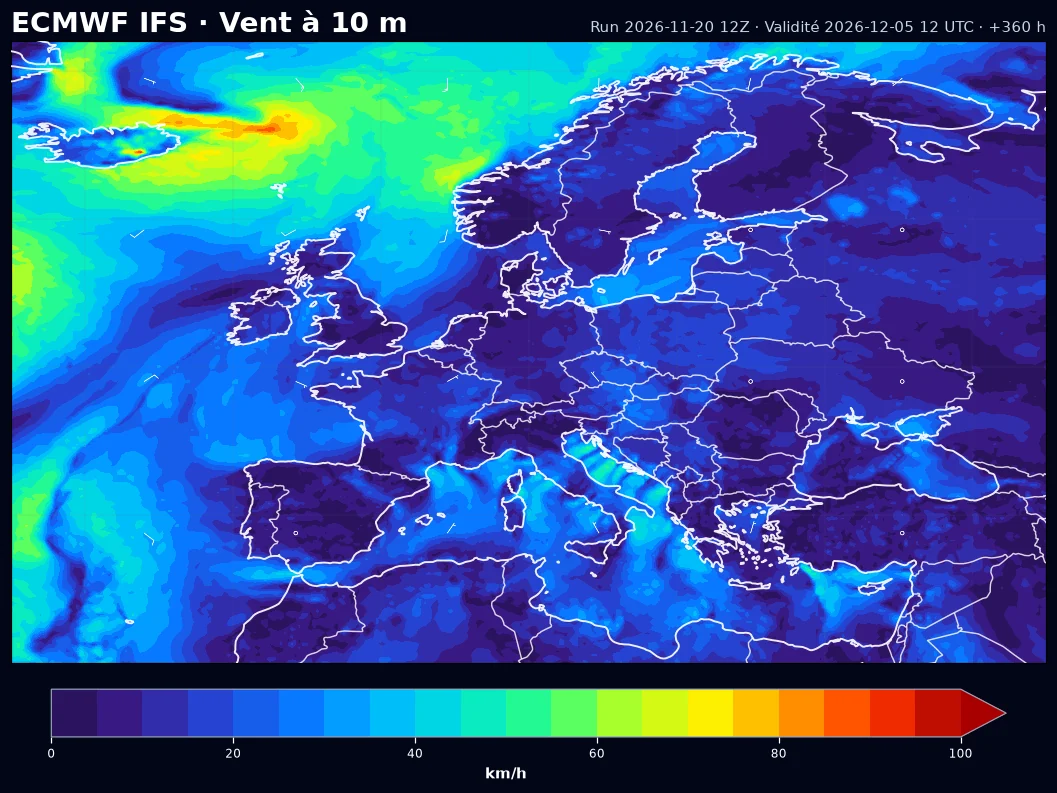 ECMWF IFS · Vent à 10 m
Run 2026-11-20 12Z · Validité 2026-12-05 12 UTC · +360 h
0 20 40 60 80 100
km/h